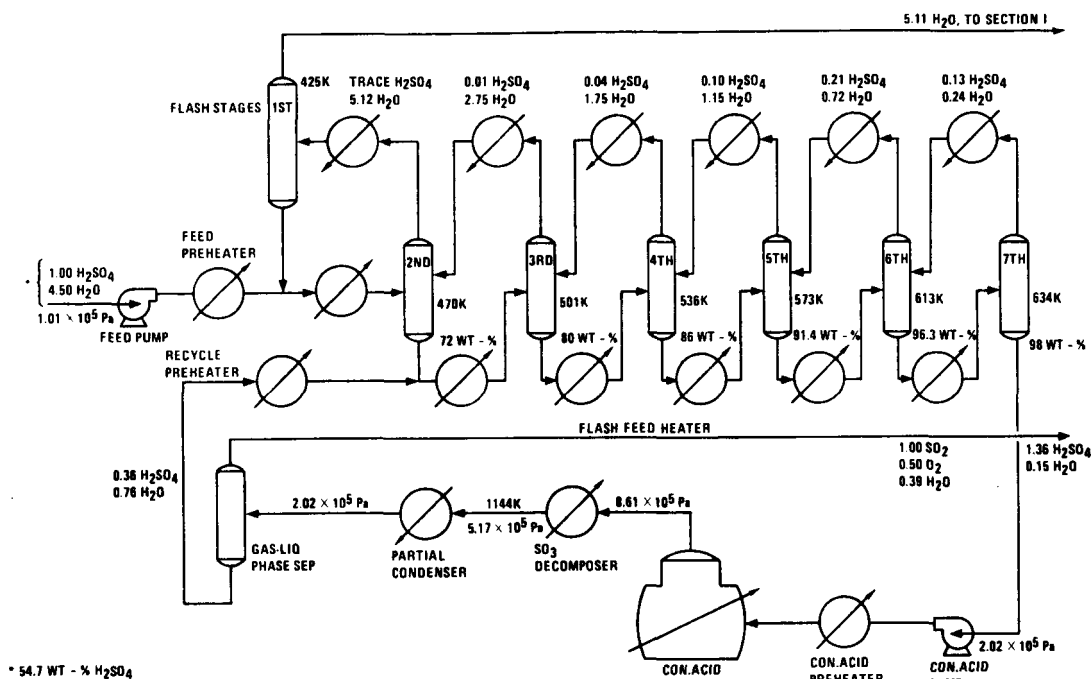 5.11 H₂O, TO SECTION I
425K
FLASH STAGES
1ST
TRACE H₂SO₄
5.12 H₂O
0.01 H₂SO₄
2.75 H₂O
0.04 H₂SO₄
1.75 H₂O
0.10 H₂SO₄
1.15 H₂O
0.21 H₂SO₄
0.72 H₂O
0.13 H₂SO₄
0.24 H₂O
FEED
PREHEATER
* 1.00 H₂SO₄
4.50 H₂O
1.01 × 10⁵ Pa
FEED PUMP
2ND
470K
3RD
501K
4TH
536K
5TH
573K
6TH
613K
7TH
634K
72 WT - %
80 WT - %
86 WT - %
91.4 WT - %
96.3 WT - %
98 WT - %
RECYCLE
PREHEATER
FLASH FEED HEATER
0.36 H₂SO₄
0.76 H₂O
1.00 SO₂
0.50 O₂
0.39 H₂O
1.36 H₂SO₄
0.15 H₂O
2.02 × 10⁵ Pa
1144K
5.17 × 10⁵ Pa
8.61 × 10⁵ Pa
GAS-LIQ
PHASE SEP
PARTIAL
CONDENSER
SO₃
DECOMPOSER
2.02 × 10⁵ Pa
* 54.7 WT - % H₂SO₄
CON.ACID
CON.ACID
PREHEATER
CON.ACID